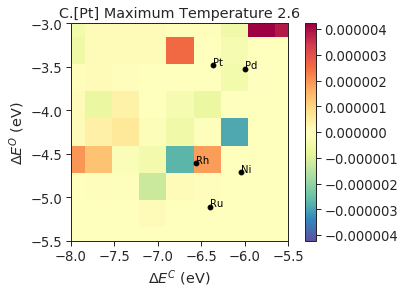 C.[Pt] Maximum Temperature 2.6
−3.0
−3.5
−4.0
−4.5
−5.0
−5.5
ΔE^O (eV)
Pt
Pd
Rh
Ni
Ru
−8.0 −7.5 −7.0 −6.5 −6.0 −5.5
ΔE^C (eV)
0.000004
0.000003
0.000002
0.000001
0.000000
−0.000001
−0.000002
−0.000003
−0.000004